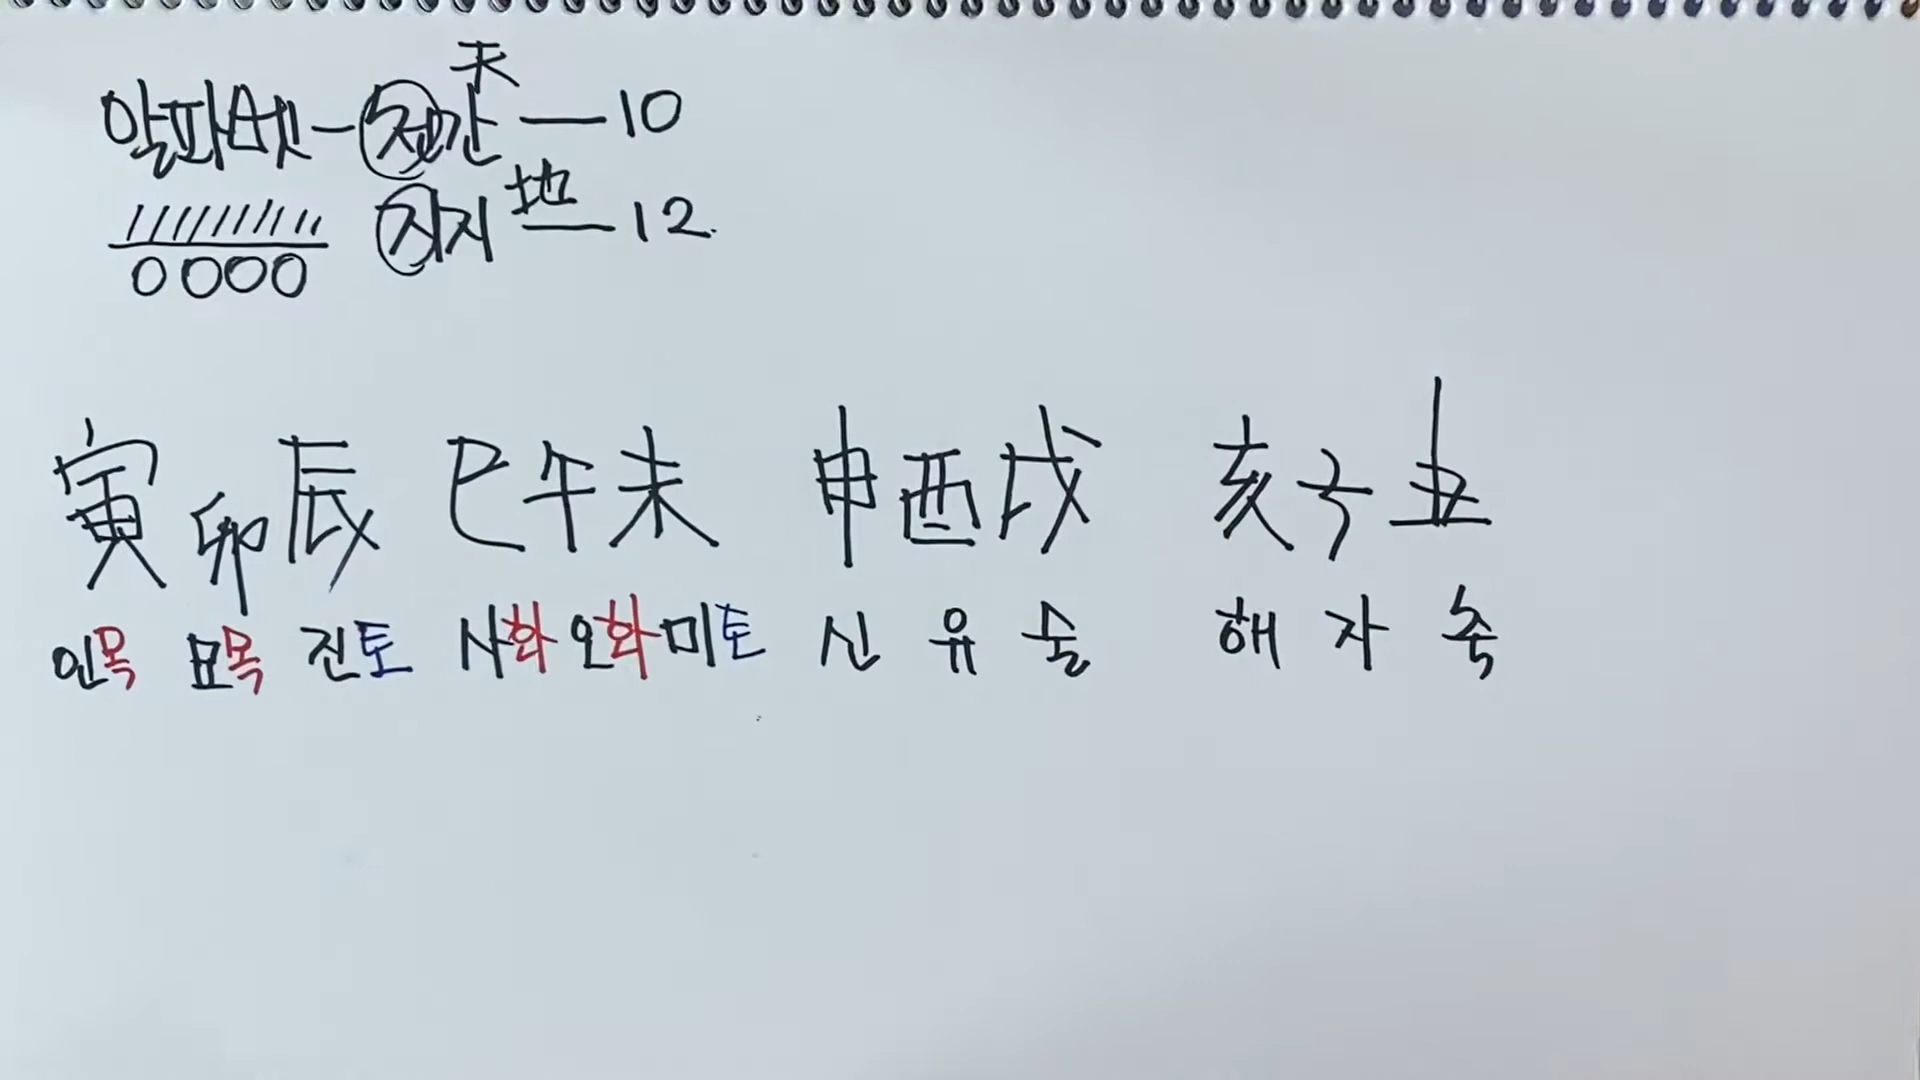 天
알파벳 - 천간 — 10
地
지지 — 12.
0000
寅卯辰 巳午未 申酉戌 亥子丑
인목 묘목 진토 사화 오화 미토 신 유 술 해 자 축